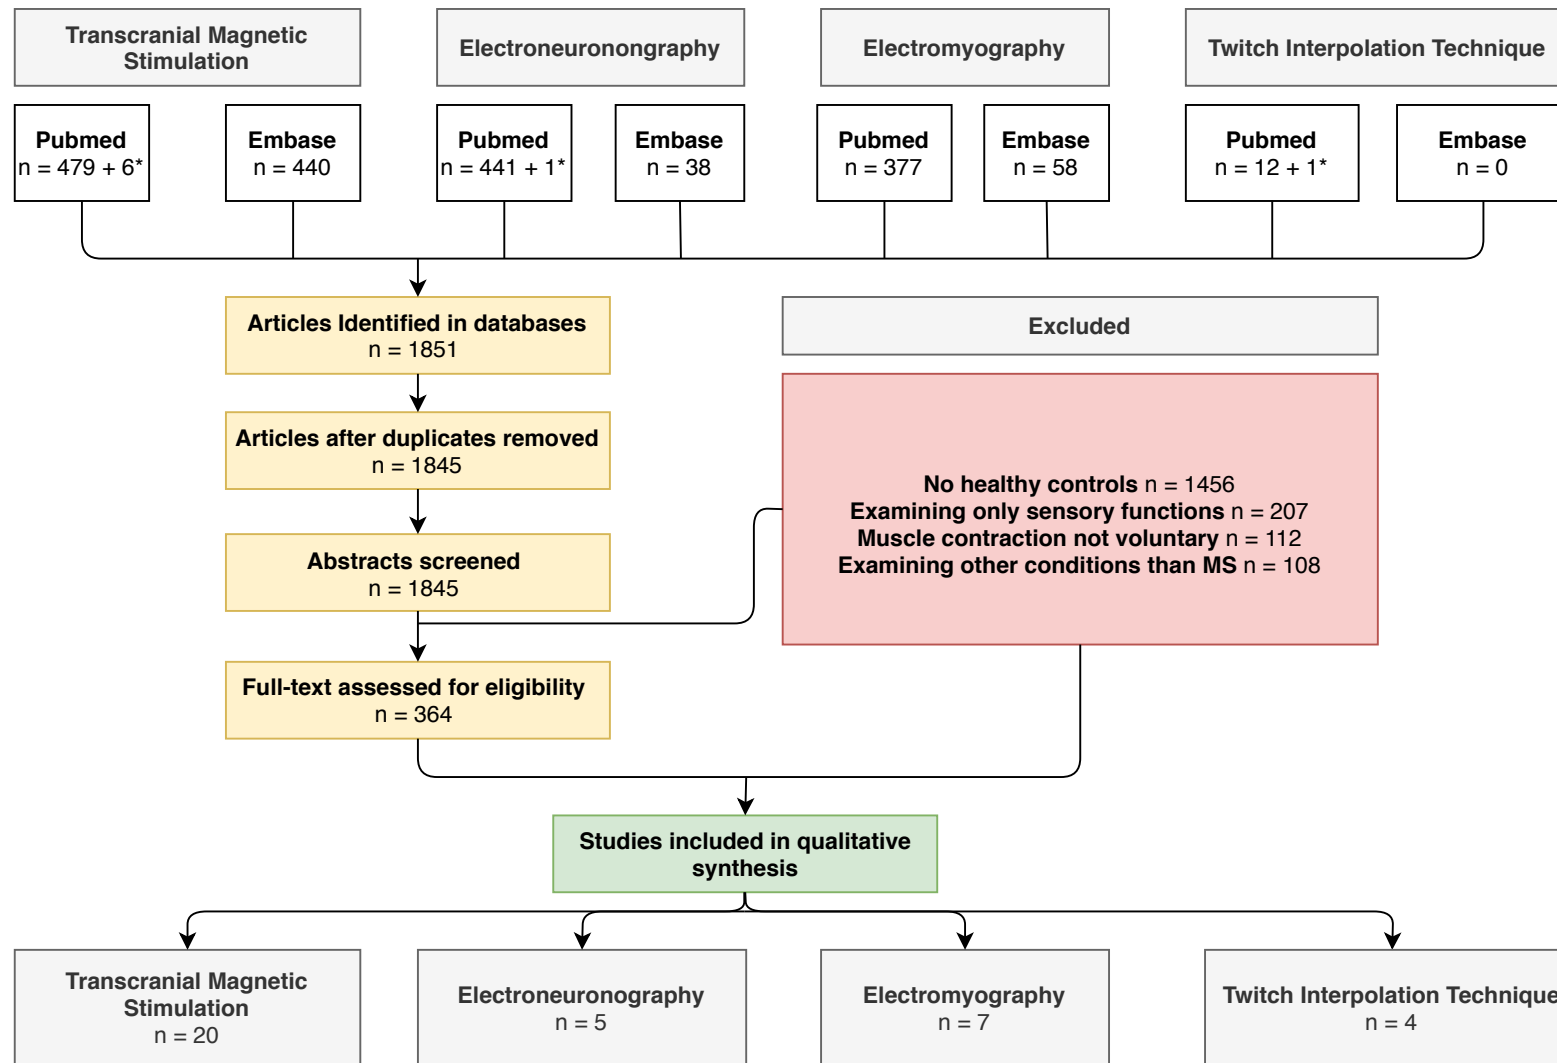 Transcranial Magnetic
Stimulation
Electroneuronongraphy
Electromyography
Twitch Interpolation Technique
Pubmed
n = 479 + 6*
Embase
n = 440
Pubmed
n = 441 + 1*
Embase
n = 38
Pubmed
n = 377
Embase
n = 58
Pubmed
n = 12 + 1*
Embase
n = 0
Articles Identified in databases
n = 1851
Excluded
Articles after duplicates removed
n = 1845
No healthy controls n = 1456
Examining only sensory functions n = 207
Muscle contraction not voluntary n = 112
Examining other conditions than MS n = 108
Abstracts screened
n = 1845
Full-text assessed for eligibility
n = 364
Studies included in qualitative
synthesis
Transcranial Magnetic
Stimulation
n = 20
Electroneuronography
n = 5
Electromyography
n = 7
Twitch Interpolation Technique
n = 4